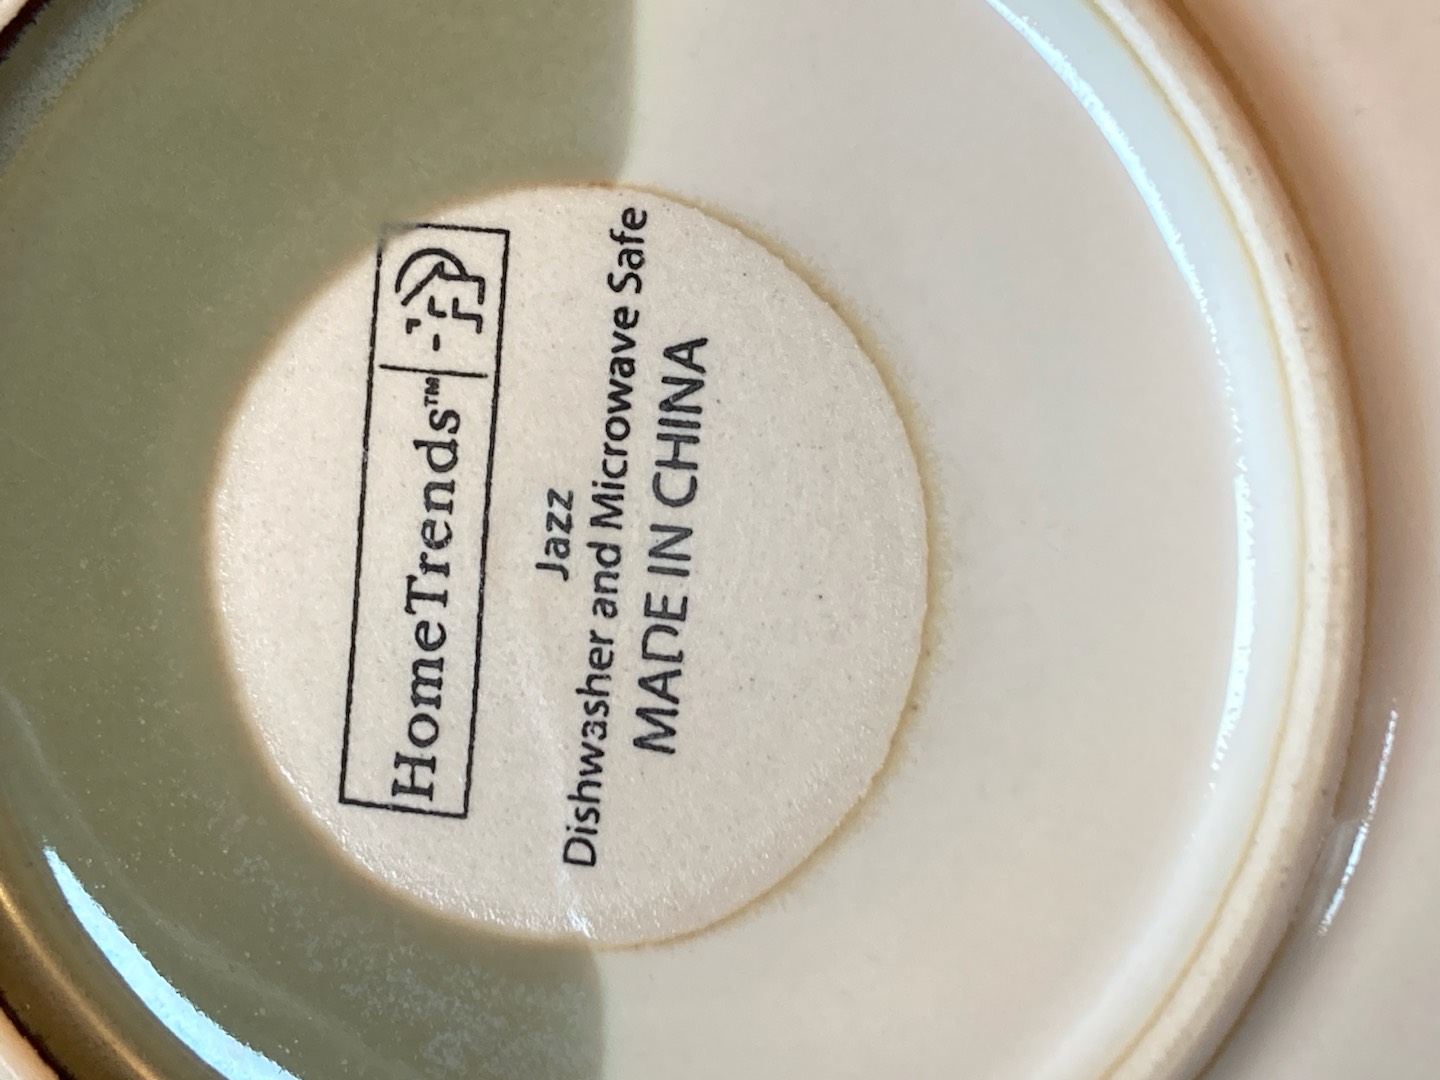 HomeTrends™
Jazz
Dishwasher and Microwave Safe
MADE IN CHINA